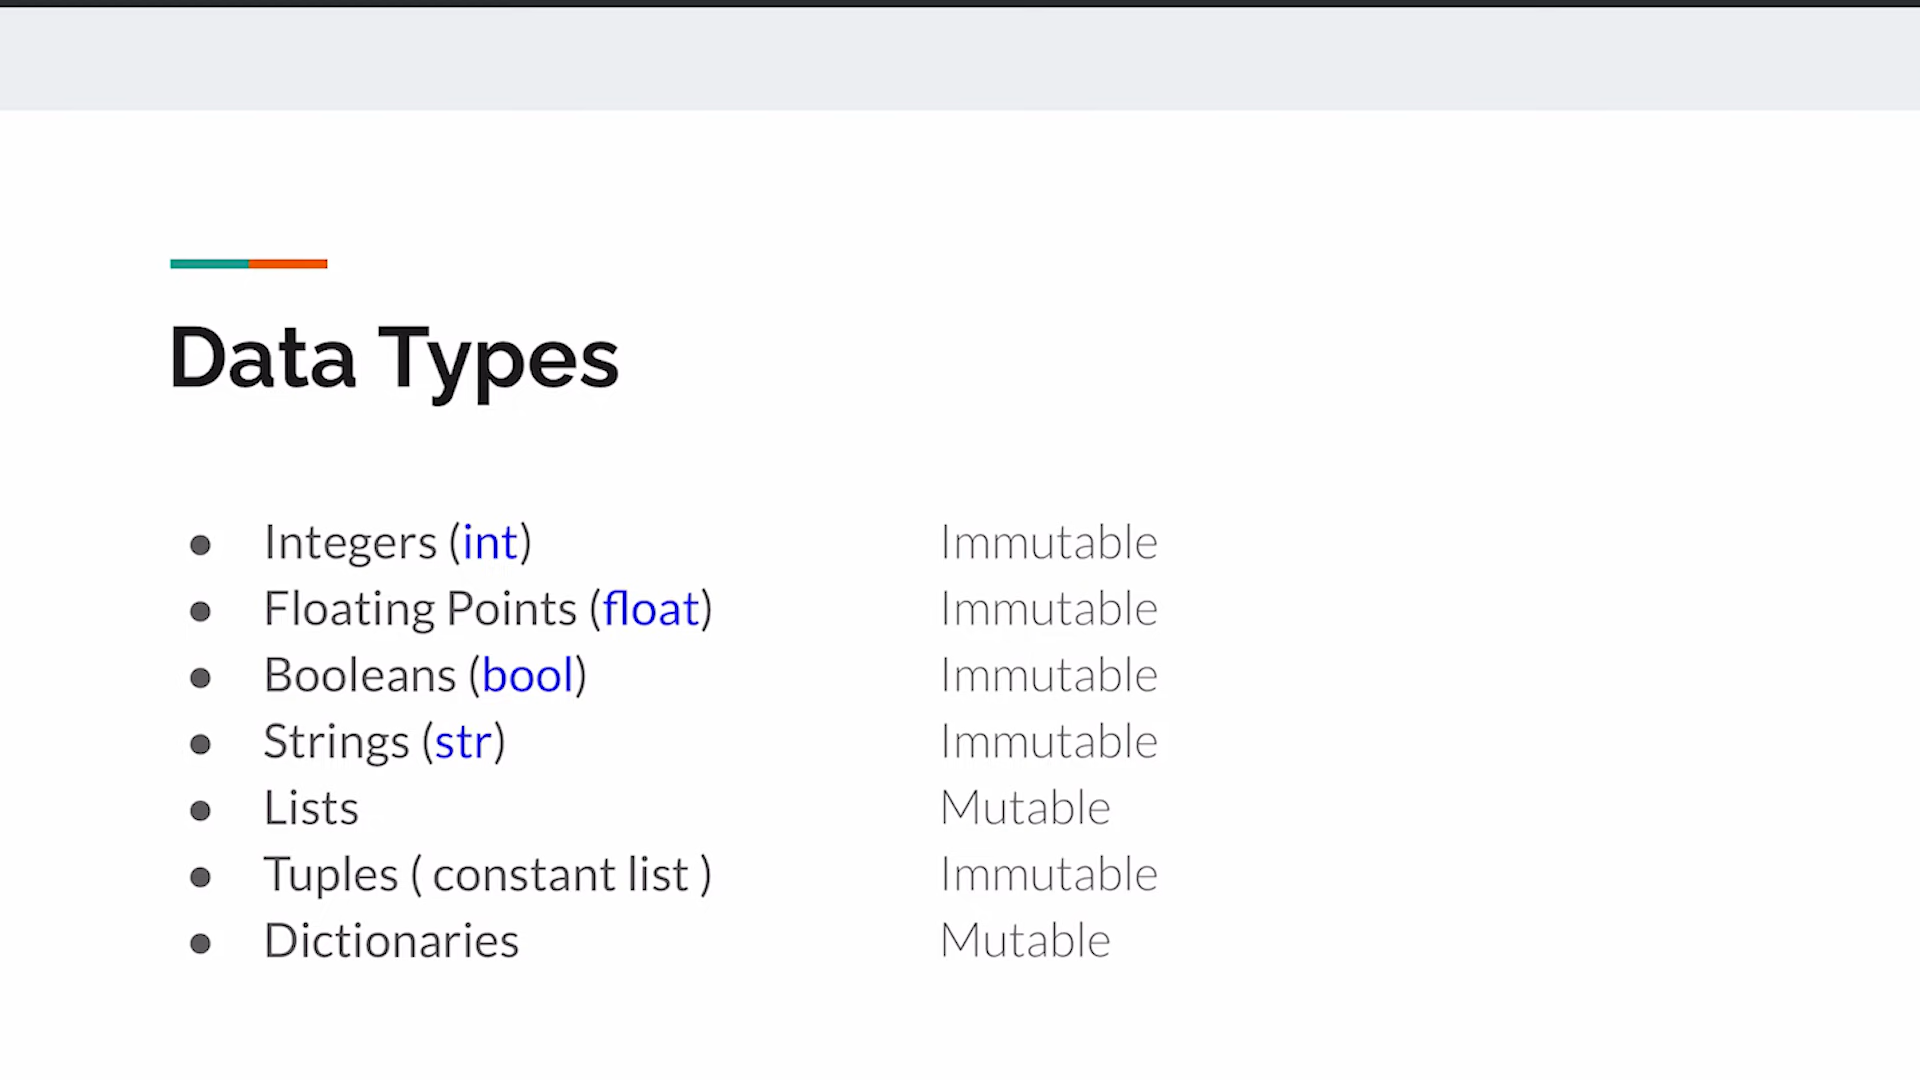 Data Types
● Integers (int) Immutable
● Floating Points (float) Immutable
● Booleans (bool) Immutable
● Strings (str) Immutable
● Lists Mutable
● Tuples ( constant list ) Immutable
● Dictionaries Mutable